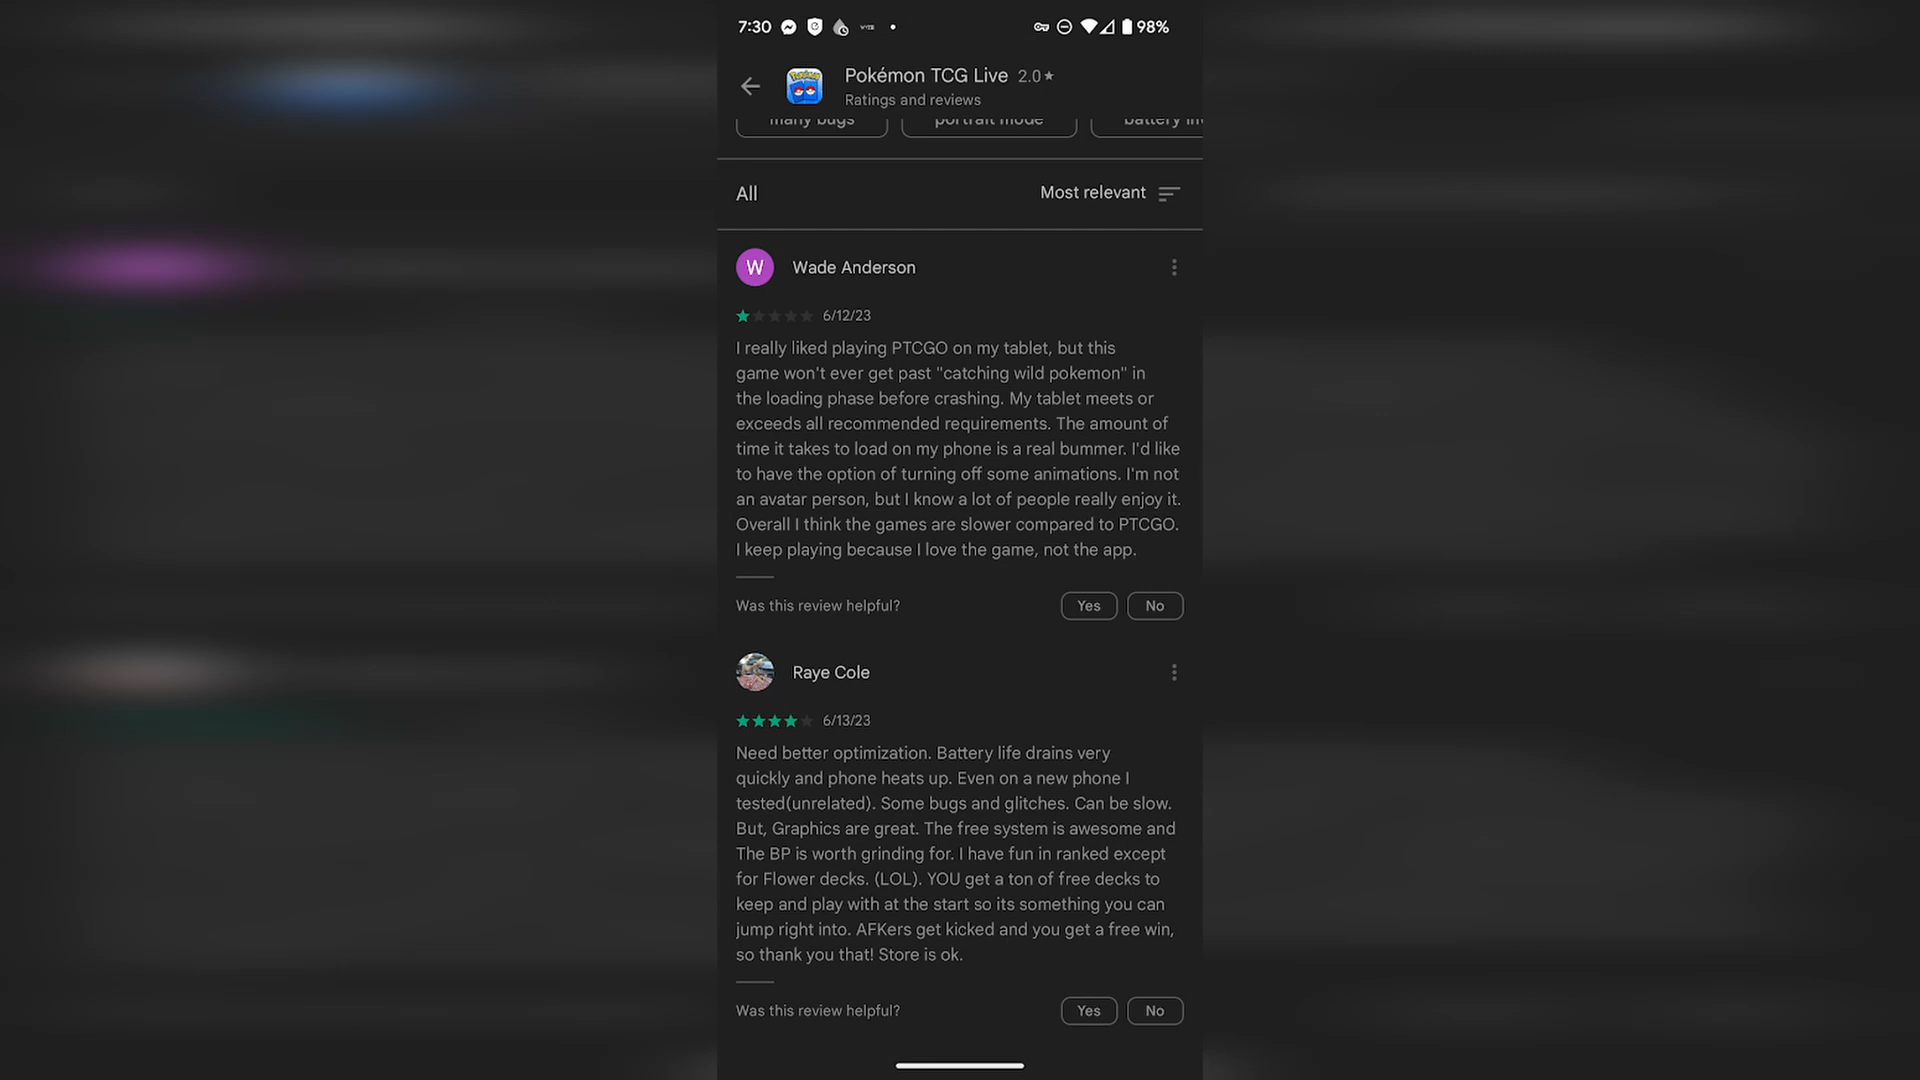 7:30
98%
Pokémon TCG Live 2.0★
Ratings and reviews
many bugs portrait mode battery
All Most relevant
W Wade Anderson
6/12/23
I really liked playing PTCGO on my tablet, but this
game won't ever get past "catching wild pokemon" in
the loading phase before crashing. My tablet meets or
exceeds all recommended requirements. The amount of
time it takes to load on my phone is a real bummer. I'd like
to have the option of turning off some animations. I'm not
an avatar person, but I know a lot of people really enjoy it.
Overall I think the games are slower compared to PTCGO.
I keep playing because I love the game, not the app.
Was this review helpful? Yes No
Raye Cole
6/13/23
Need better optimization. Battery life drains very
quickly and phone heats up. Even on a new phone I
tested(unrelated). Some bugs and glitches. Can be slow.
But, Graphics are great. The free system is awesome and
The BP is worth grinding for. I have fun in ranked except
for Flower decks. (LOL). YOU get a ton of free decks to
keep and play with at the start so its something you can
jump right into. AFKers get kicked and you get a free win,
so thank you that! Store is ok.
Was this review helpful? Yes No